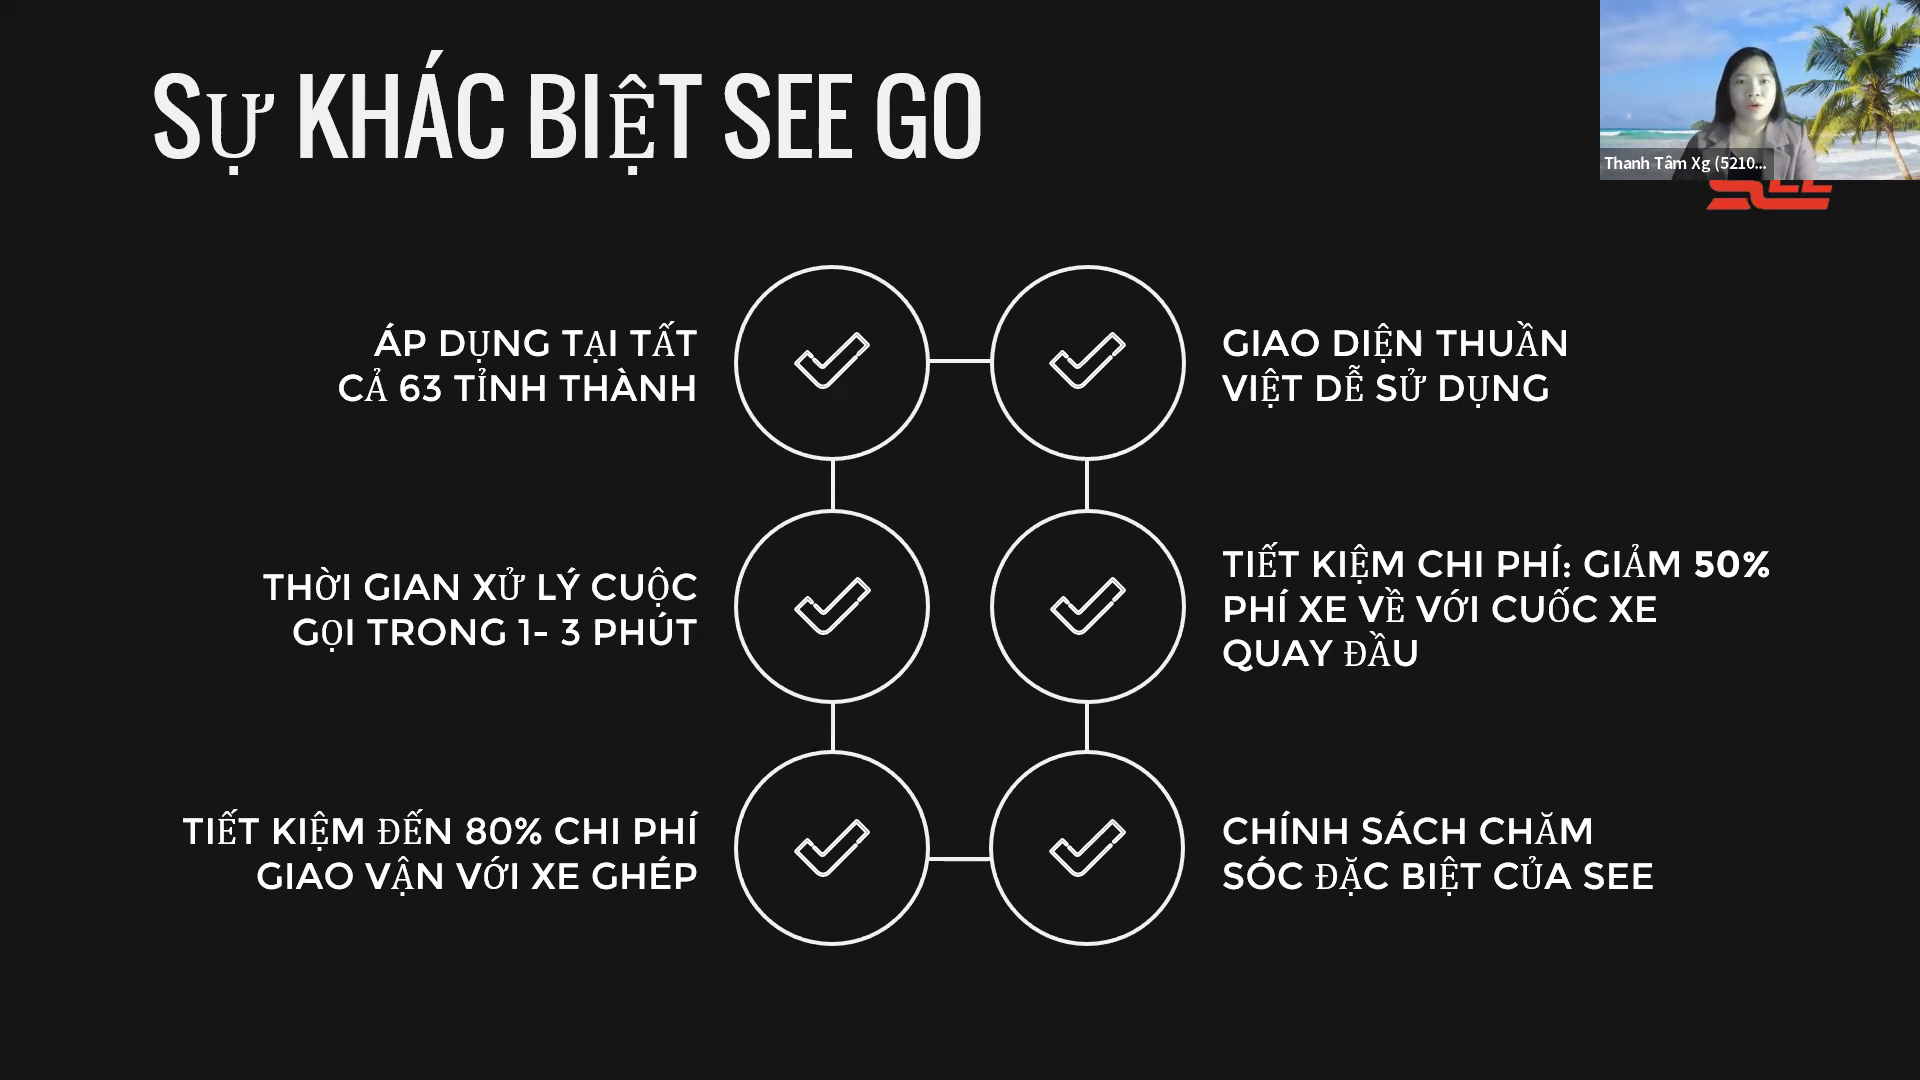 SỰ KHÁC BIỆT SEE GO
Thanh Tâm Xg (5210...
ÁP DỤNG TẠI TẤT
CẢ 63 TỈNH THÀNH
GIAO DIỆN THUẦN
VIỆT DỄ SỬ DỤNG
THỜI GIAN XỬ LÝ CUỘC
GỌI TRONG 1- 3 PHÚT
TIẾT KIỆM CHI PHÍ: GIẢM 50%
PHÍ XE VỀ VỚI CUỐC XE
QUAY ĐẦU
TIẾT KIỆM ĐẾN 80% CHI PHÍ
GIAO VẬN VỚI XE GHÉP
CHÍNH SÁCH CHĂM
SÓC ĐẶC BIỆT CỦA SEE